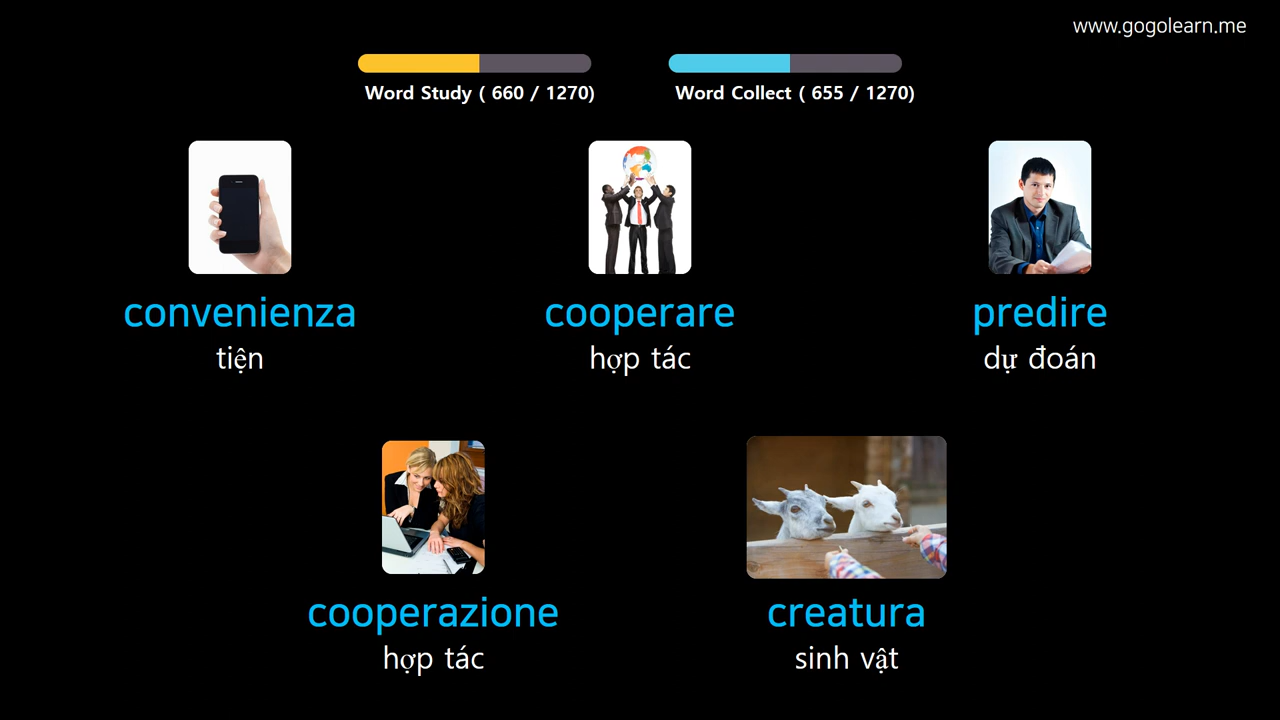 www.gogolearn.me
Word Study ( 660 / 1270)
Word Collect ( 655 / 1270)
convenienza
tiện
cooperare
hợp tác
predire
dự đoán
cooperazione
hợp tác
creatura
sinh vật